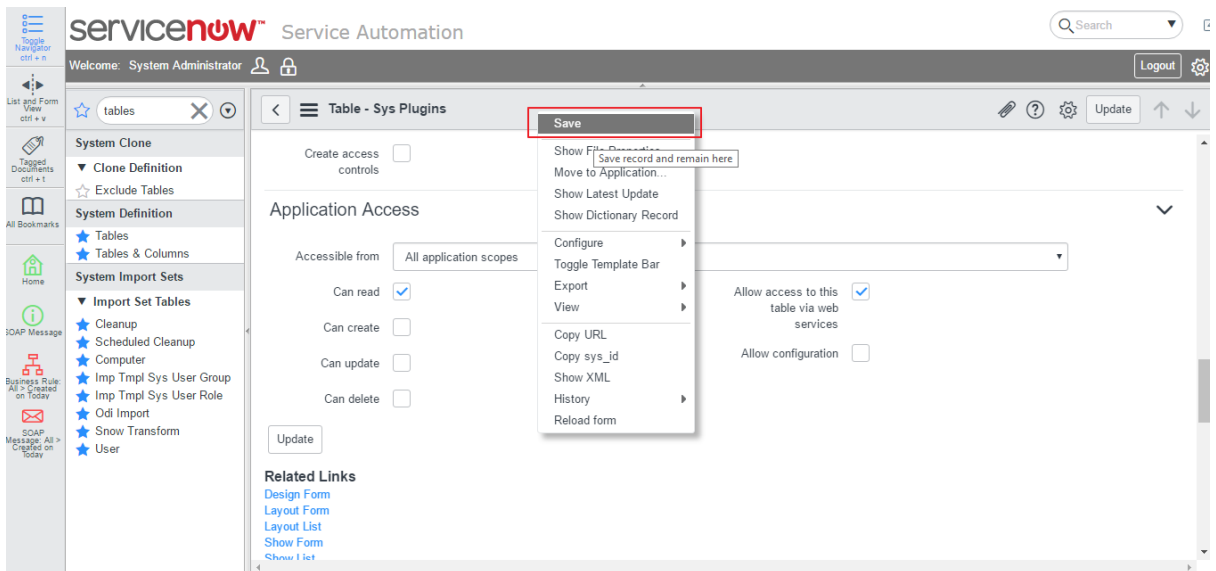 Toggle
Navigator
ctrl + n
List and Form
View
ctrl + v
Tagged
Documents
ctrl + t
All Bookmarks
Home
SOAP Message
Business Rule:
All > Created
on Today
SOAP
Message: All >
Created on
Today
servicenow™ Service Automation
Search
Welcome: System Administrator
Logout
tables
System Clone
Clone Definition
Exclude Tables
System Definition
Tables
Tables & Columns
System Import Sets
Import Set Tables
Cleanup
Scheduled Cleanup
Computer
Imp Tmpl Sys User Group
Imp Tmpl Sys User Role
Odi Import
Snow Transform
User
Table - Sys Plugins
Update
Create access
controls
Application Access
Accessible from All application scopes
Can read
Can create
Can update
Can delete
Allow access to this
table via web
services
Allow configuration
Update
Related Links
Design Form
Layout Form
Layout List
Show Form
Show List
Save
Show File Properties
Save record and remain here
Move to Application...
Show Latest Update
Show Dictionary Record
Configure
Toggle Template Bar
Export
View
Copy URL
Copy sys_id
Show XML
History
Reload form